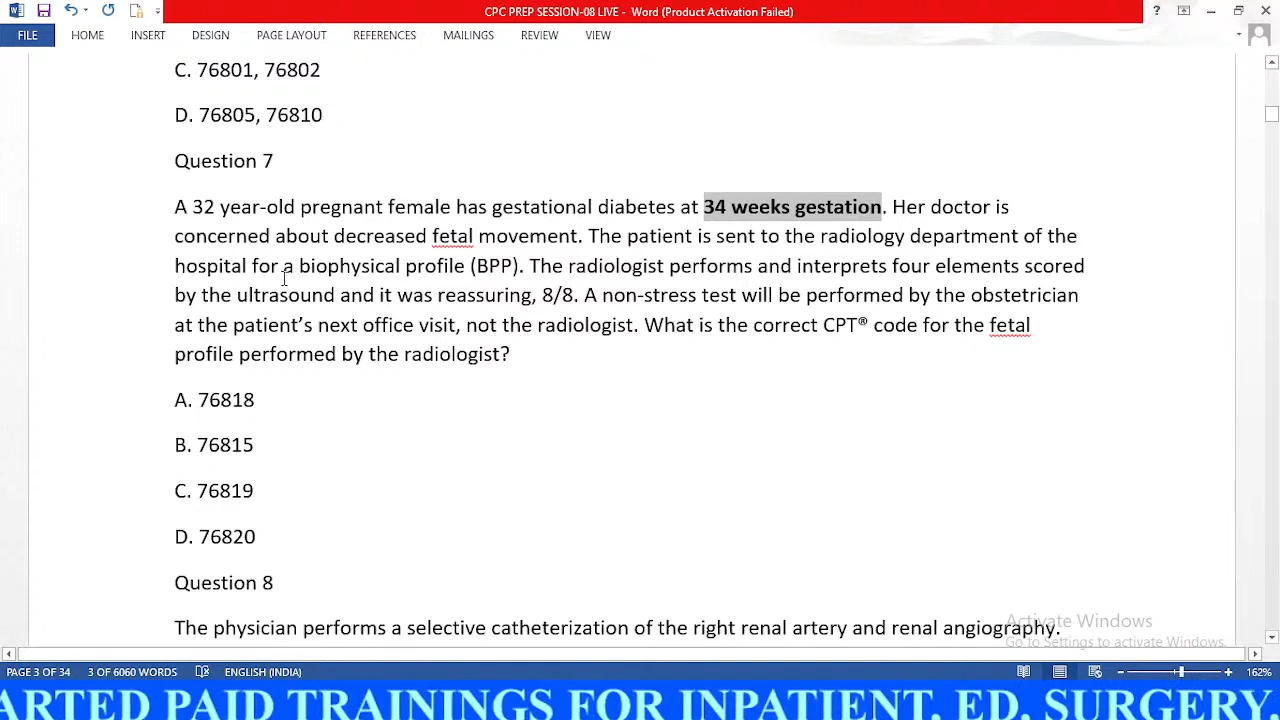 CPC PREP SESSION-08 LIVE - Word (Product Activation Failed)
FILE HOME INSERT DESIGN PAGE LAYOUT REFERENCES MAILINGS REVIEW VIEW
C. 76801, 76802
D. 76805, 76810
Question 7
A 32 year-old pregnant female has gestational diabetes at 34 weeks gestation. Her doctor is
concerned about decreased fetal movement. The patient is sent to the radiology department of the
hospital for a biophysical profile (BPP). The radiologist performs and interprets four elements scored
by the ultrasound and it was reassuring, 8/8. A non-stress test will be performed by the obstetrician
at the patient’s next office visit, not the radiologist. What is the correct CPT® code for the fetal
profile performed by the radiologist?
A. 76818
B. 76815
C. 76819
D. 76820
Question 8
The physician performs a selective catheterization of the right renal artery and renal angiography.
Activate Windows
Go to Settings to activate Windows.
PAGE 3 OF 34 3 OF 6060 WORDS ENGLISH (INDIA) 162%
ARTED PAID TRAININGS FOR INPATIENT. ED. SURGERY.